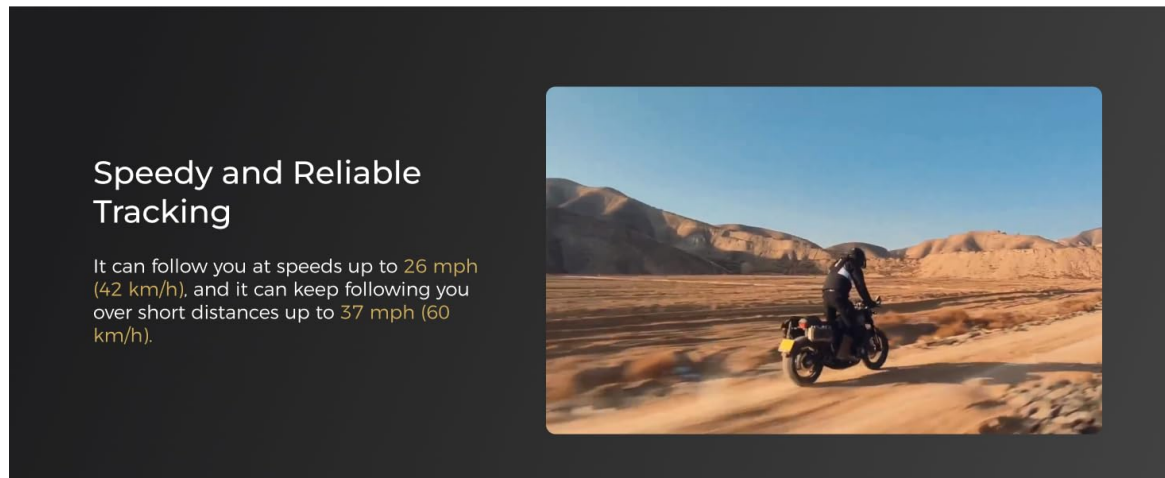 Speedy and Reliable
Tracking
It can follow you at speeds up to 26 mph
(42 km/h), and it can keep following you
over short distances up to 37 mph (60
km/h).